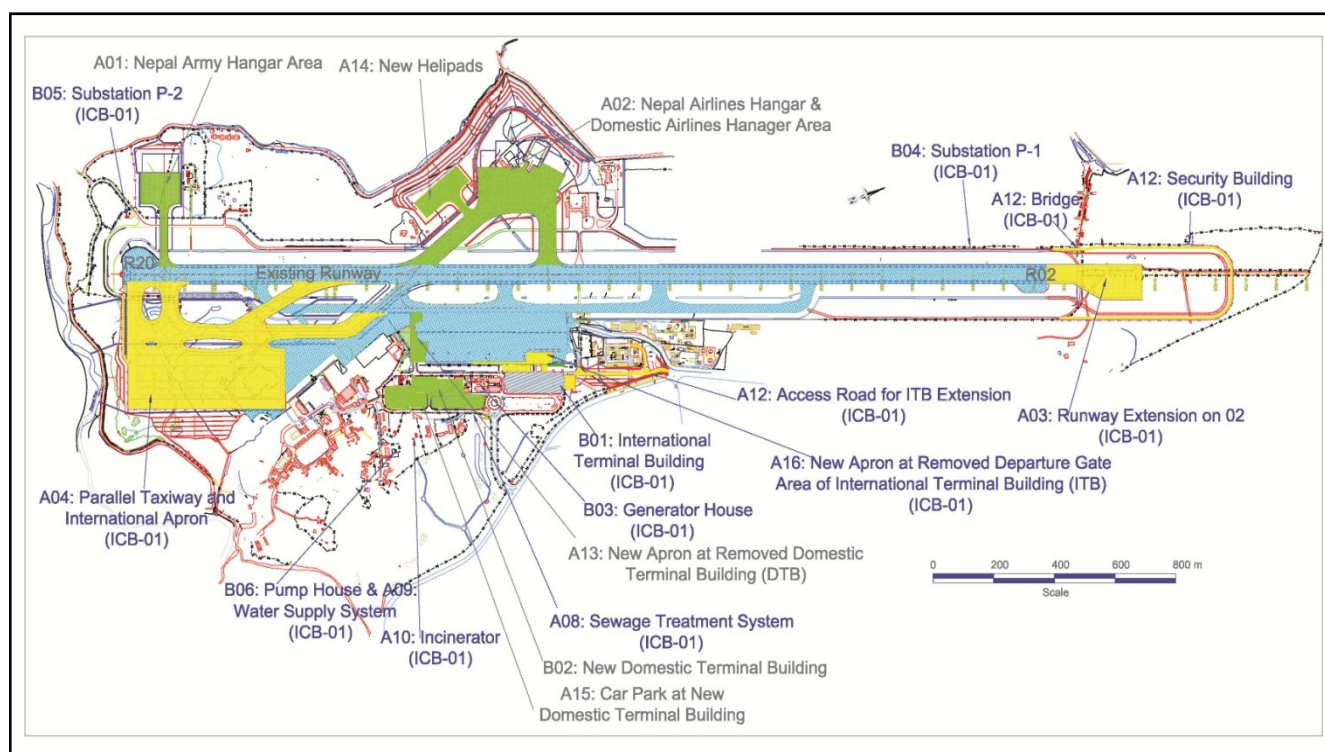 A01: Nepal Army Hangar Area
A14: New Helipads
B05: Substation P-2
(ICB-01)
A02: Nepal Airlines Hangar &
Domestic Airlines Hanager Area
B04: Substation P-1
(ICB-01)
A12: Security Building
(ICB-01)
A12: Bridge
(ICB-01)
R20
Existing Runway
R02
A12: Access Road for ITB Extension
(ICB-01)
A03: Runway Extension on 02
(ICB-01)
B01: International
Terminal Building
(ICB-01)
A16: New Apron at Removed Departure Gate
Area of International Terminal Building (ITB)
(ICB-01)
A04: Parallel Taxiway and
International Apron
(ICB-01)
B03: Generator House
(ICB-01)
A13: New Apron at Removed Domestic
Terminal Building (DTB)
B06: Pump House & A09:
Water Supply System
(ICB-01)
A10: Incinerator
(ICB-01)
A08: Sewage Treatment System
(ICB-01)
B02: New Domestic Terminal Building
A15: Car Park at New
Domestic Terminal Building
0 200 400 600 800 m
Scale